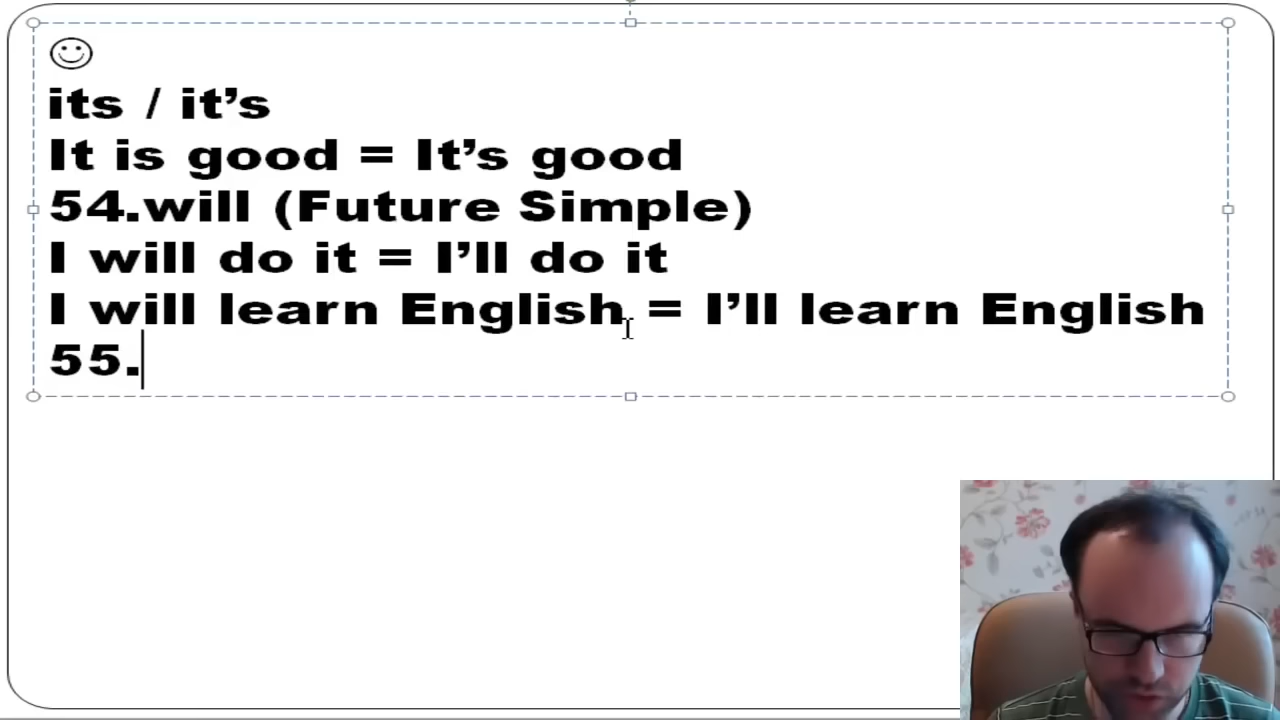 its / it’s
It is good = It’s good
54.will (Future Simple)
I will do it = I’ll do it
I will learn English = I’ll learn English
55.